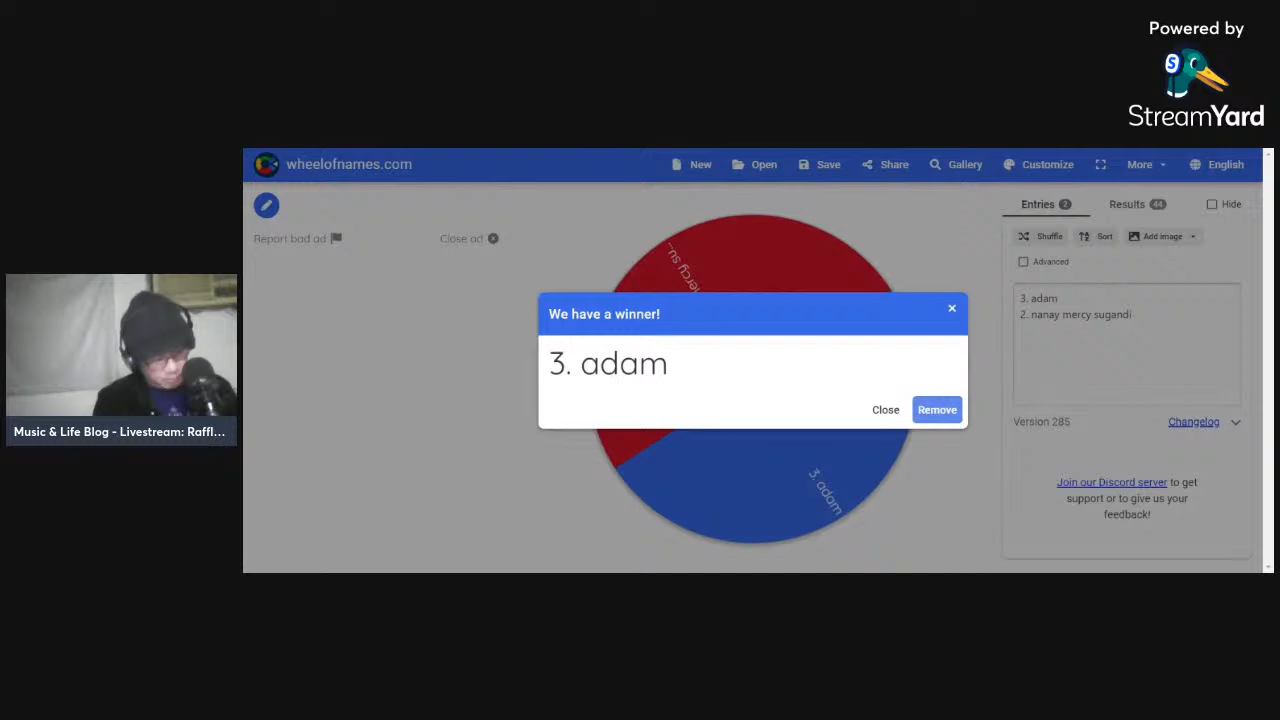 Powered by
StreamYard
wheelofnames.com
New
Open
Save
Share
Gallery
Customize
More
English
Report bad ad
Close ad
Entries 2
Results 44
Hide
Shuffle
Sort
Add image
Advanced
3. adam
2. nanay mercy sugandi
We have a winner!
3. adam
Close
Remove
3. adam
Version 285
Changelog
Join our Discord server to get
support or to give us your
feedback!
Music & Life Blog - Livestream: Raffl...